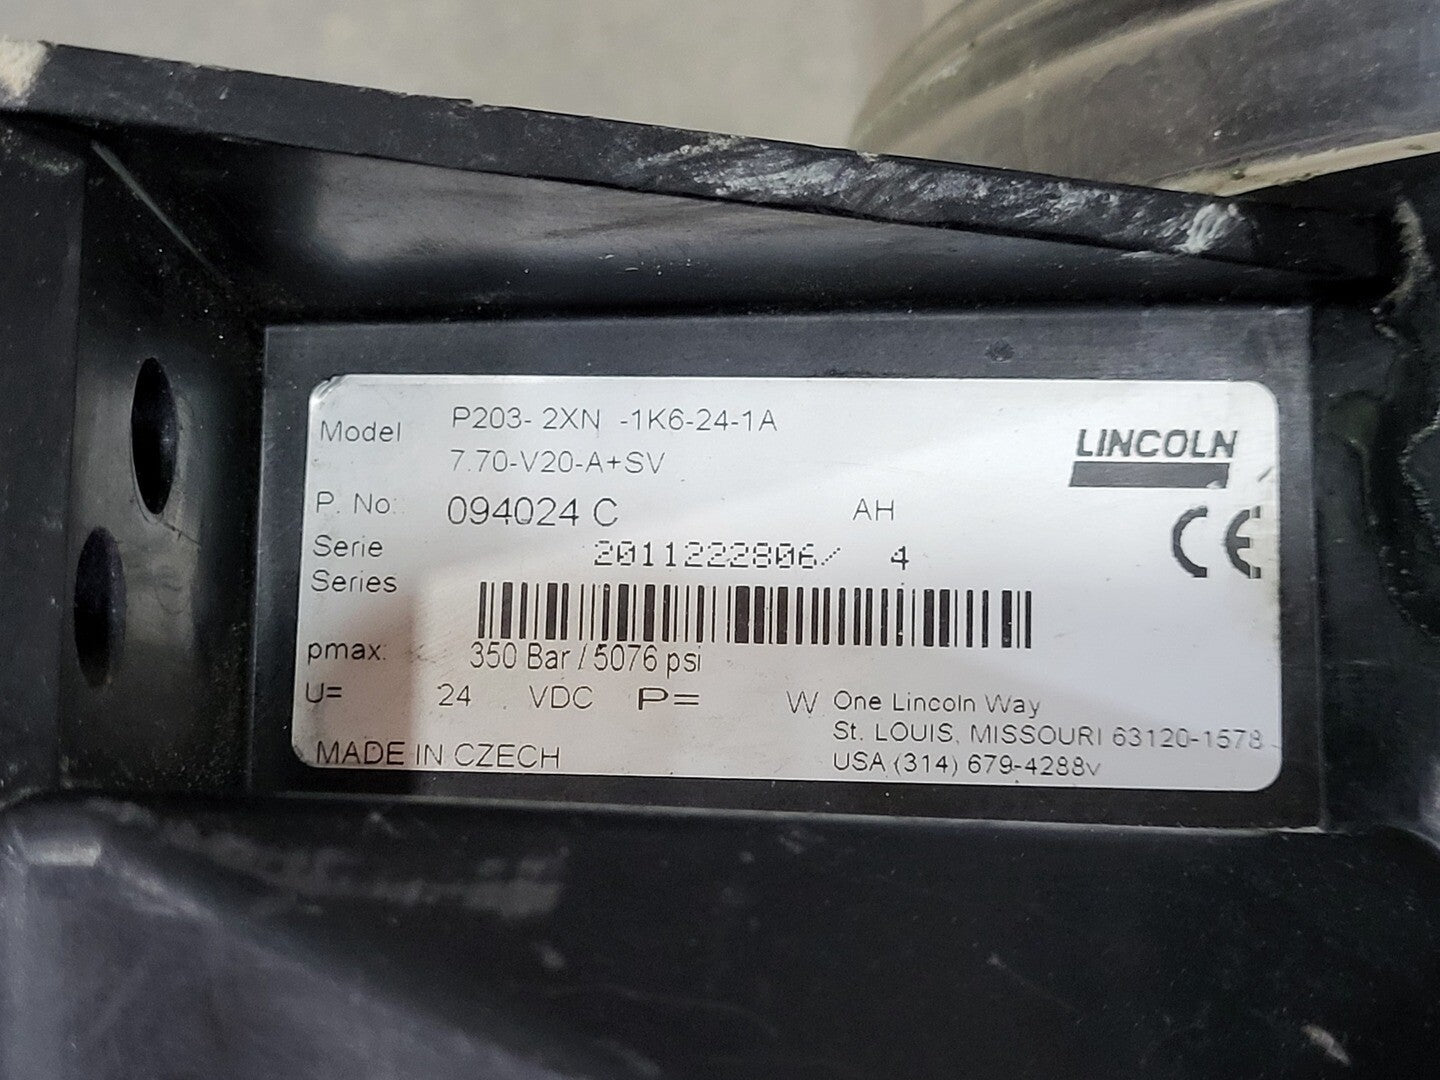 Model P203- 2XN -1K6-24-1A
7.70-V20-A+SV
LINCOLN
P. No.: 094024 C AH
CE
Serie 2011222806/ 4
Series
pmax: 350 Bar / 5076 psi
U= 24 VDC P= W One Lincoln Way
St. LOUIS, MISSOURI 63120-1578
MADE IN CZECH USA (314) 679-4288v